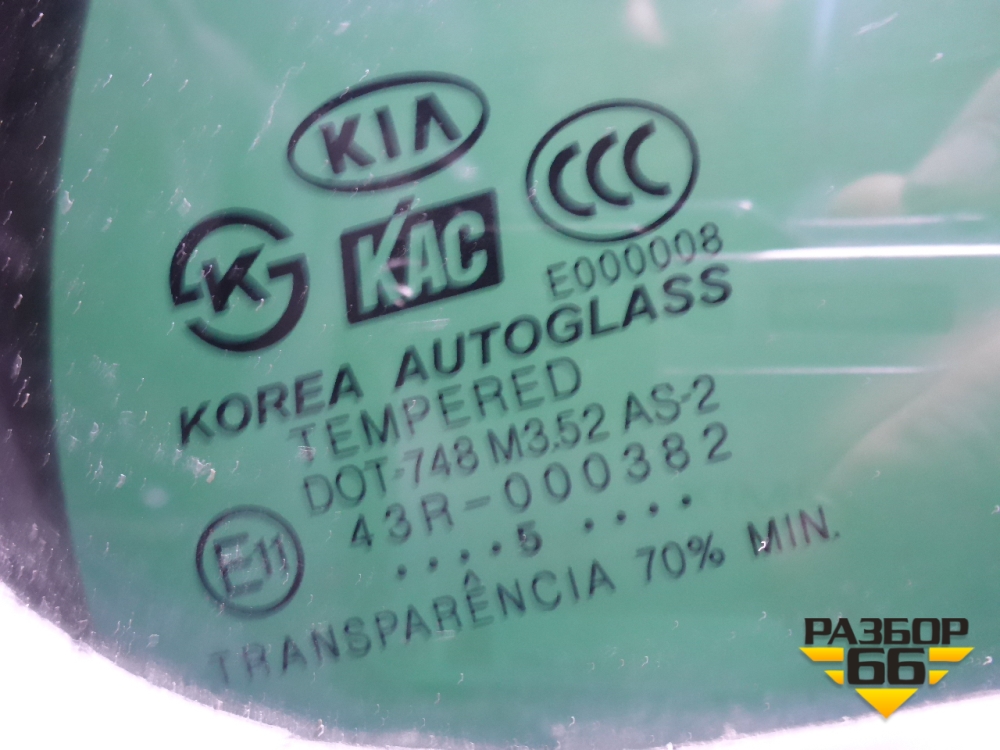 KIA
CCC
K
KAC
E000008
KOREA AUTOGLASS
TEMPERED
DOT-748 M3.52 AS-2
43R-000382
E11
....5 ....
TRANSPARÊNCIA 70% MIN.
РАЗБОР
66